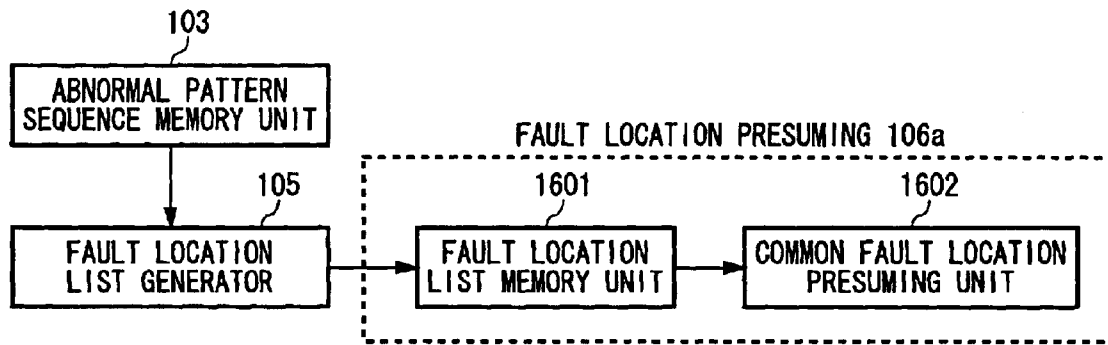 103
ABNORMAL PATTERN
SEQUENCE MEMORY UNIT
FAULT LOCATION PRESUMING 106a
105
1601
1602
FAULT LOCATION
LIST GENERATOR
FAULT LOCATION
LIST MEMORY UNIT
COMMON FAULT LOCATION
PRESUMING UNIT